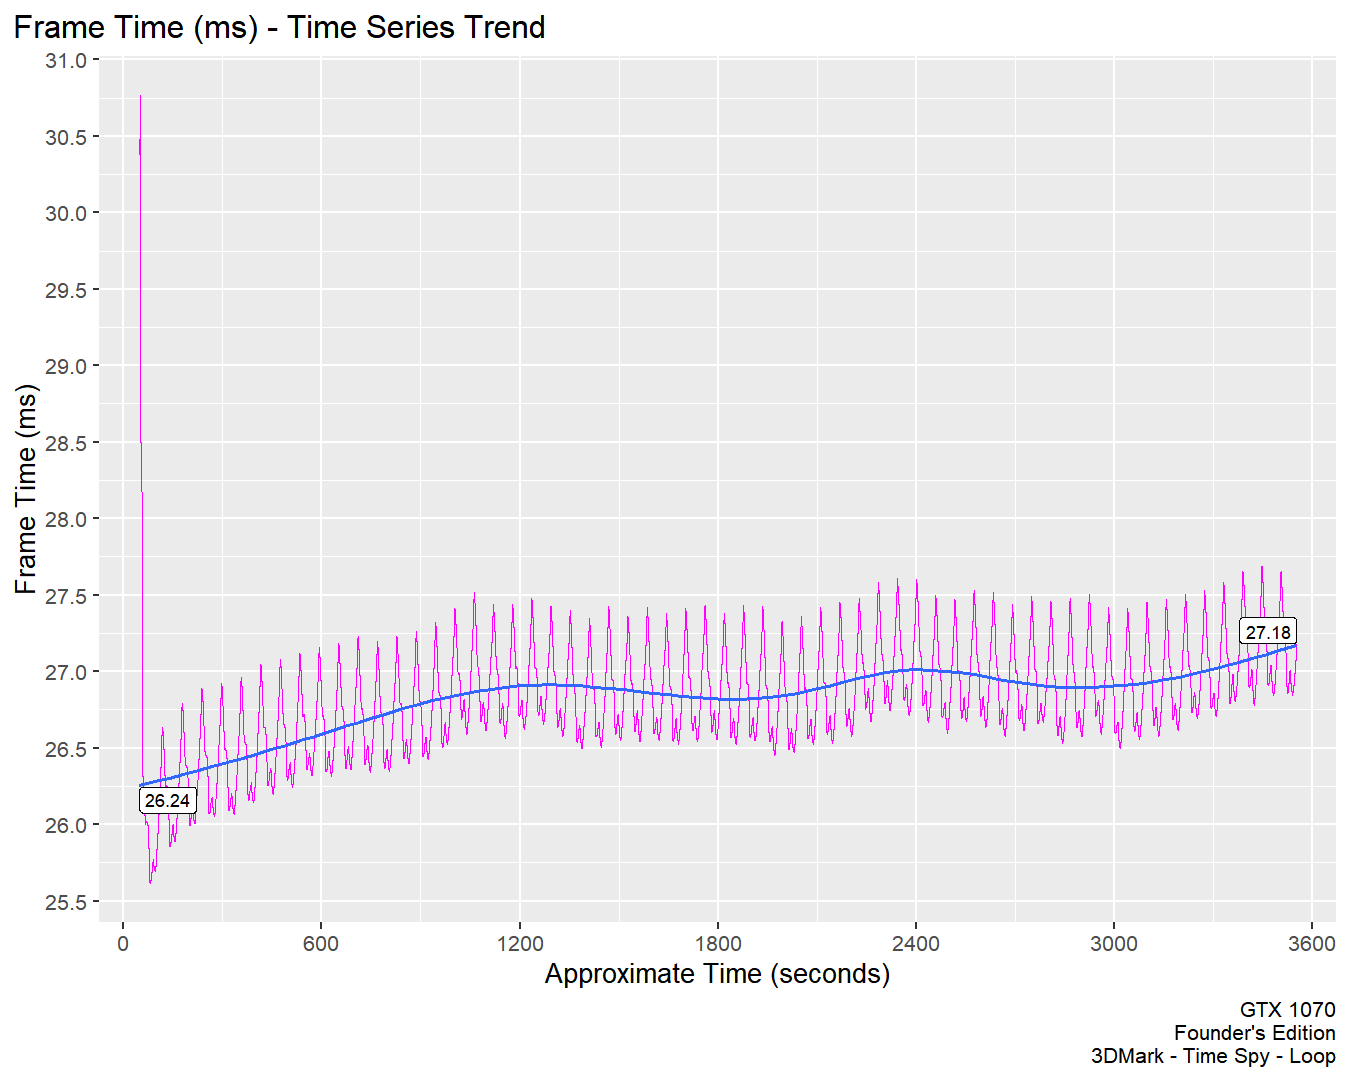 Frame Time (ms) - Time Series Trend
Frame Time (ms)
31.0
30.5
30.0
29.5
29.0
28.5
28.0
27.5
27.0
26.5
26.0
25.5
26.24
27.18
0 600 1200 1800 2400 3000 3600
Approximate Time (seconds)
GTX 1070
Founder's Edition
3DMark - Time Spy - Loop